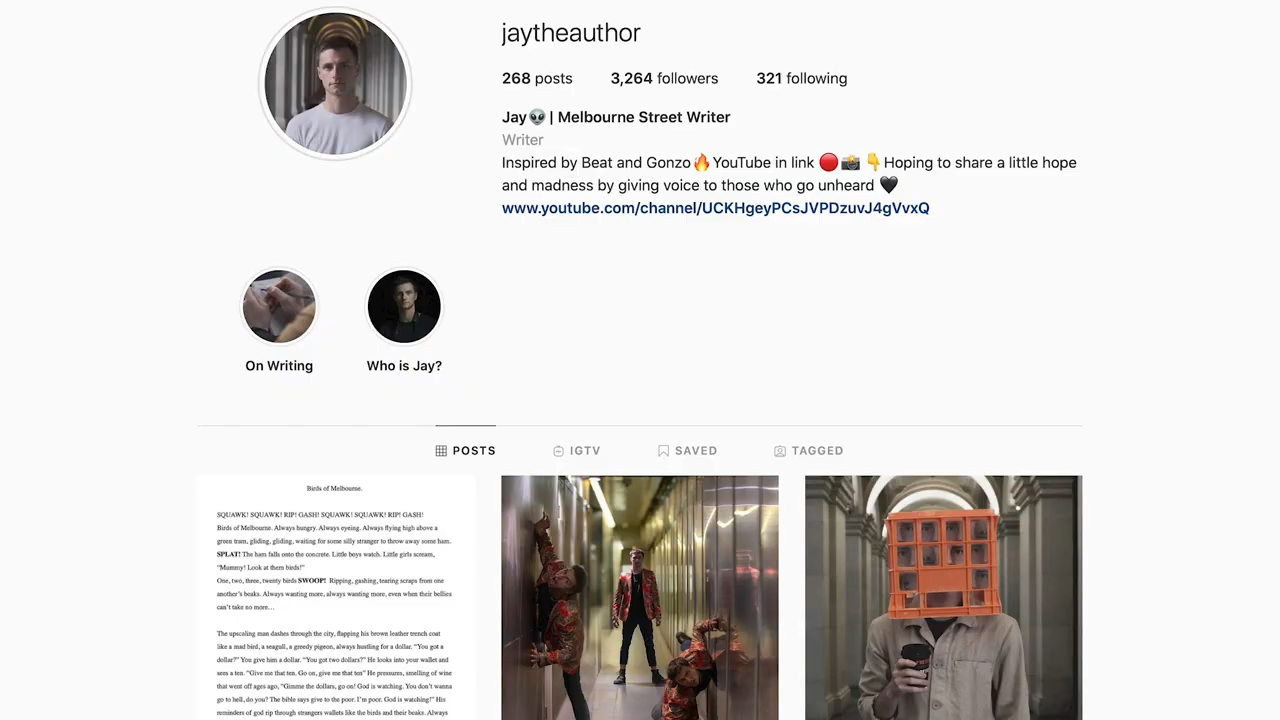 jaytheauthor
268 posts 3,264 followers 321 following
Jay👽 | Melbourne Street Writer
Writer
Inspired by Beat and Gonzo🔥YouTube in link 🔴📸👇Hoping to share a little hope
and madness by giving voice to those who go unheard 🖤
www.youtube.com/channel/UCKHgeyPCsJVPDzuvJ4gVvxQ
On Writing Who is Jay?
POSTS IGTV SAVED TAGGED
Birds of Melbourne.
SQUAWK! SQUAWK! RIP! GASH! SQUAWK! SQUAWK! RIP! GASH!
Birds of Melbourne. Always hungry. Always eyeing. Always flying high above a
green tram, gliding, gliding, waiting for some silly stranger to throw away some ham.
SPLAT! The ham falls onto the concrete. Little boys watch. Little girls scream,
“Mummy! Look at them birds!”
One, two, three, twenty birds SWOOP! Ripping, gashing, tearing scraps from one
another’s beaks. Always wanting more, always wanting more, even when their bellies
can’t take no more…
The upscaling man dashes through the city, flapping his brown leather trench coat
like a mad bird, a seagull, a greedy pigeon, always hustling for a dollar. “You got a
dollar?” You give him a dollar. “You got two dollars?” He looks into your wallet and
sees a ten. “Give me that ten. Go on, give me that ten” He pressures, smelling of wine
that went off ages ago, “Gimme the dollars, go on! God is watching. You don’t wanna
go to hell, do you? The bible says give to the poor. I’m poor. God is watching!” His
reminders of god rip through strangers wallets like the birds and their beaks. Always